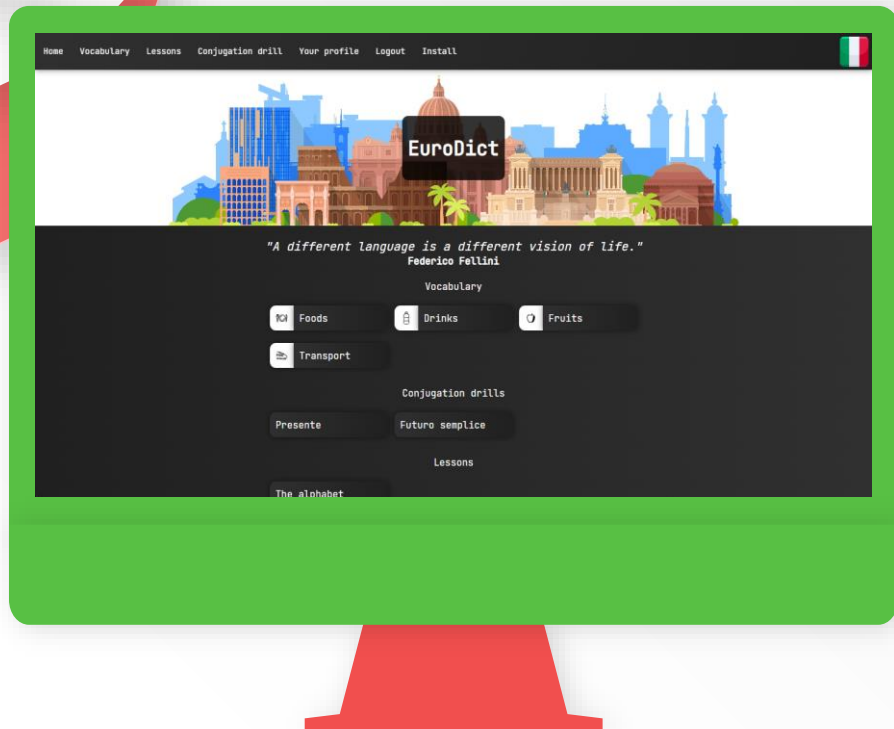 Home Vocabulary Lessons Conjugation drill Your profile Logout Install
EuroDict
"A different language is a different vision of life."
Federico Fellini
Vocabulary
Foods Drinks Fruits
Transport
Conjugation drills
Presente Futuro semplice
Lessons
The alphabet